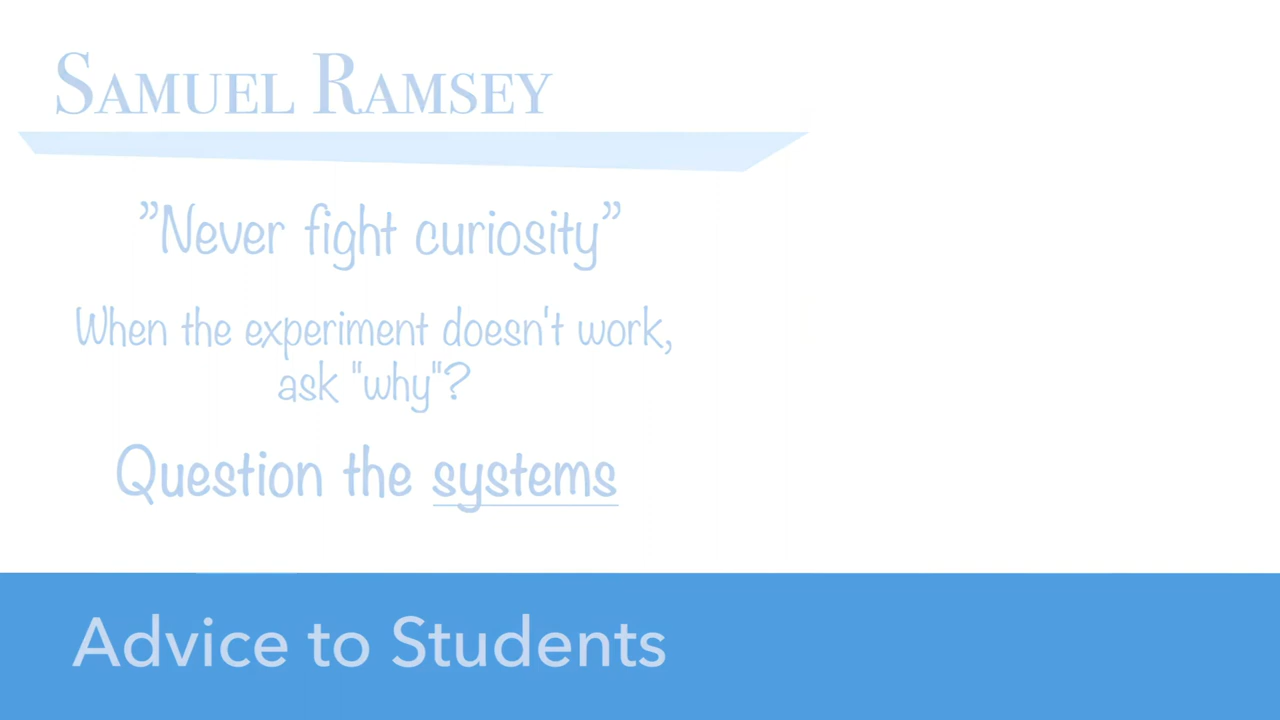 SAMUEL RAMSEY
”Never fight curiosity”
When the experiment doesn't work,
ask "why"?
Question the systems
Advice to Students